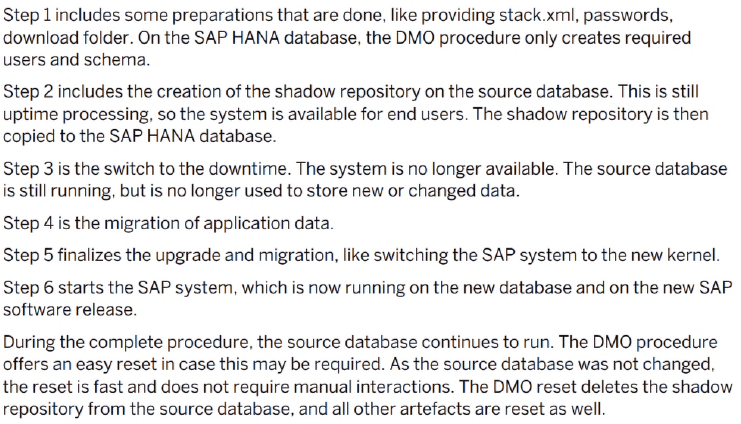 Step 1 includes some preparations that are done, like providing stack.xml, passwords,
download folder. On the SAP HANA database, the DMO procedure only creates required
users and schema.
Step 2 includes the creation of the shadow repository on the source database. This is still
uptime processing, so the system is available for end users. The shadow repository is then
copied to the SAP HANA database.
Step 3 is the switch to the downtime. The system is no longer available. The source database
is still running, but is no longer used to store new or changed data.
Step 4 is the migration of application data.
Step 5 finalizes the upgrade and migration, like switching the SAP system to the new kernel.
Step 6 starts the SAP system, which is now running on the new database and on the new SAP
software release.
During the complete procedure, the source database continues to run. The DMO procedure
offers an easy reset in case this may be required. As the source database was not changed,
the reset is fast and does not require manual interactions. The DMO reset deletes the shadow
repository from the source database, and all other artefacts are reset as well.